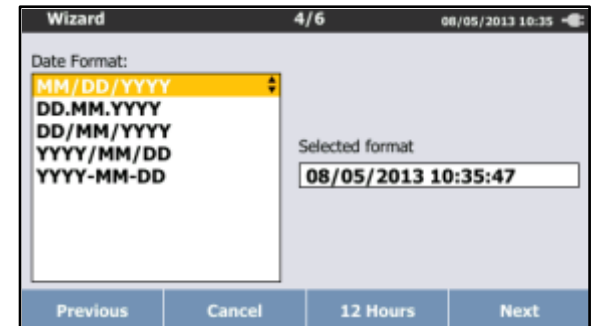 Wizard 4/6 08/05/2013 10:35
Date Format:
MM/DD/YYYY
DD.MM.YYYY
DD/MM/YYYY
YYYY/MM/DD
YYYY-MM-DD
Selected format
08/05/2013 10:35:47
Previous Cancel 12 Hours Next